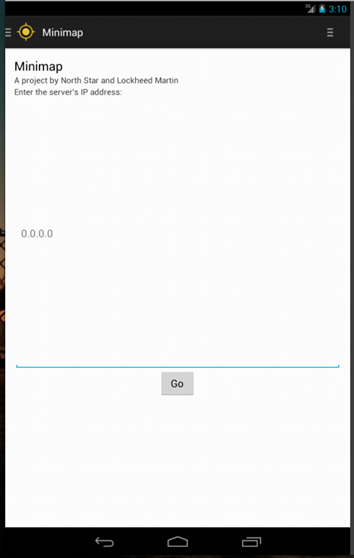 3:10
Minimap
Minimap
A project by North Star and Lockheed Martin
Enter the server's IP address:
0.0.0.0
Go